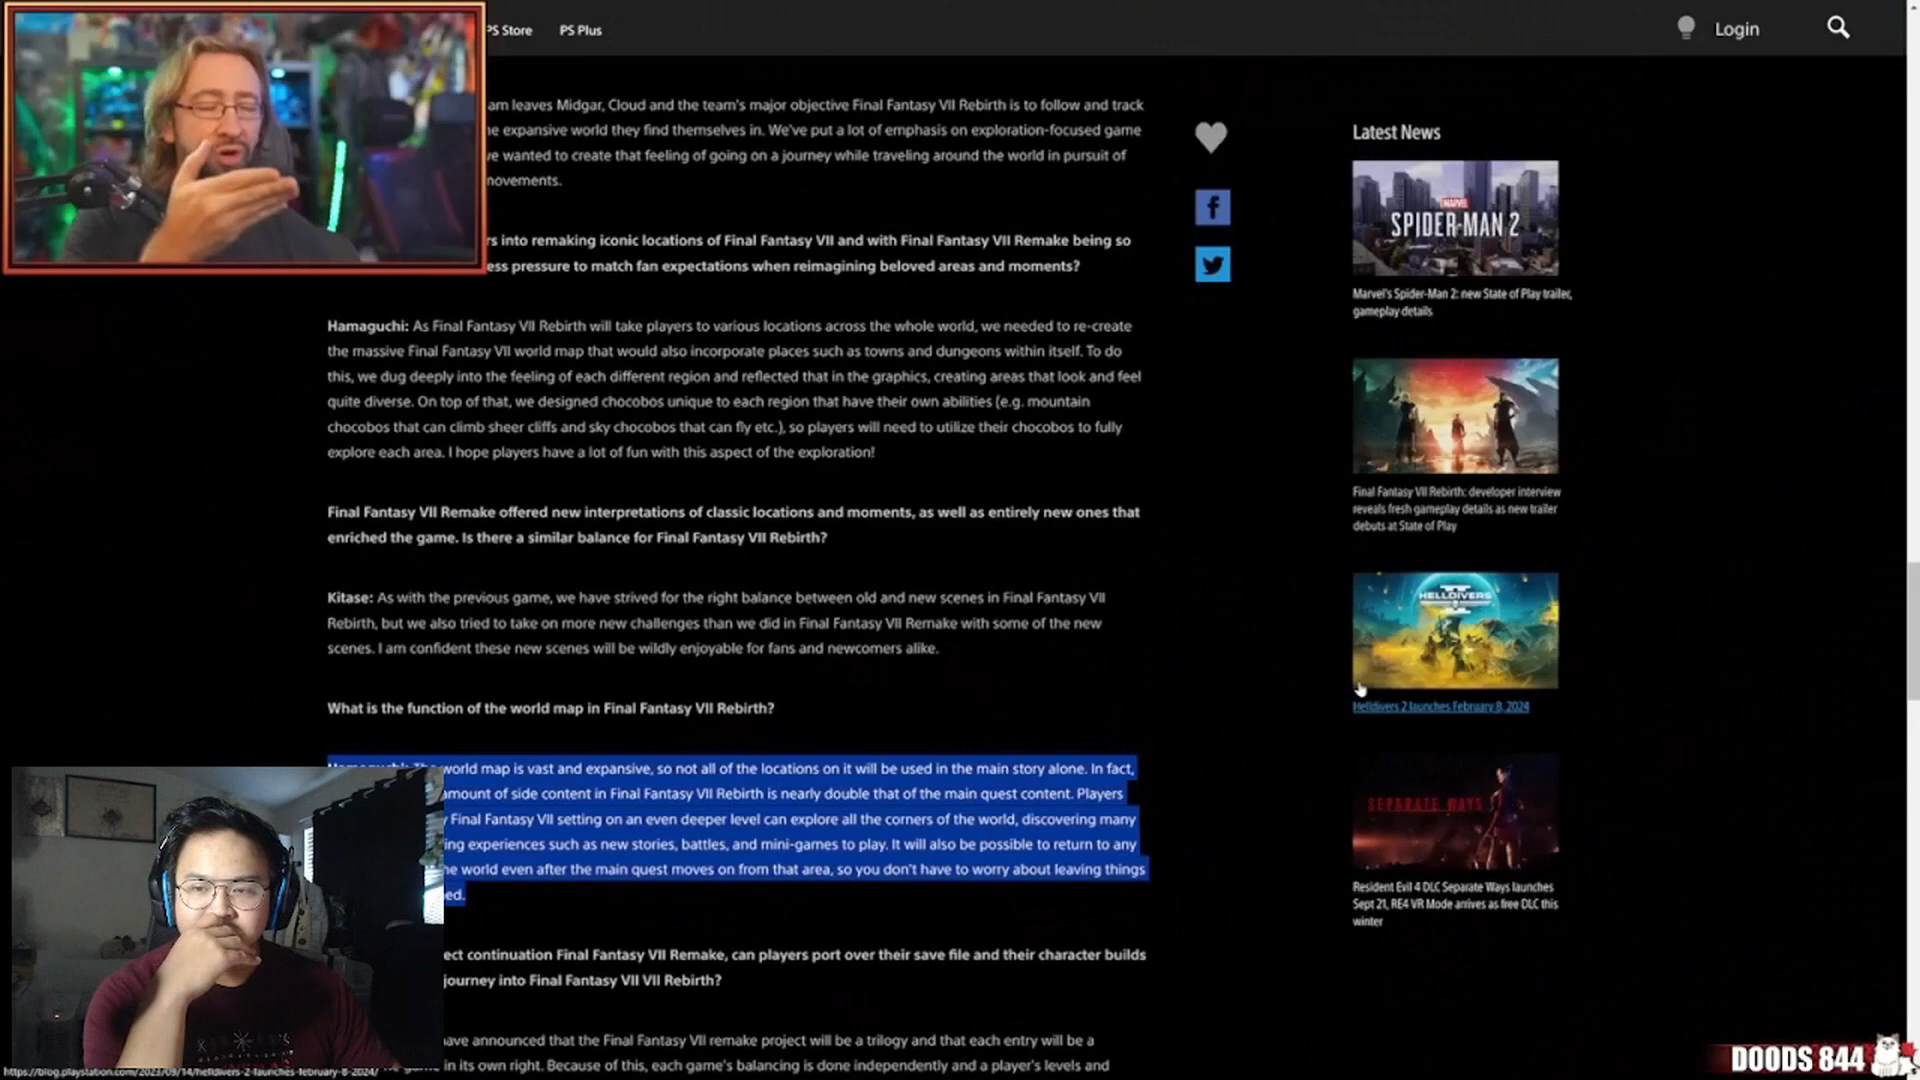 PS Store PS Plus
Login
am leaves Midgar, Cloud and the team's major objective Final Fantasy VII Rebirth is to follow and track
e expansive world they find themselves in. We've put a lot of emphasis on exploration-focused game
e wanted to create that feeling of going on a journey while traveling around the world in pursuit of
movements.
rs into remaking iconic locations of Final Fantasy VII and with Final Fantasy VII Remake being so
ess pressure to match fan expectations when reimagining beloved areas and moments?
Hamaguchi: As Final Fantasy VII Rebirth will take players to various locations across the whole world, we needed to re-create
the massive Final Fantasy VII world map that would also incorporate places such as towns and dungeons within itself. To do
this, we dug deeply into the feeling of each different region and reflected that in the graphics, creating areas that look and feel
quite diverse. On top of that, we designed chocobos unique to each region that have their own abilities (e.g. mountain
chocobos that can climb sheer cliffs and sky chocobos that can fly etc.), so players will need to utilize their chocobos to fully
explore each area. I hope players have a lot of fun with this aspect of the exploration!
Final Fantasy VII Remake offered new interpretations of classic locations and moments, as well as entirely new ones that
enriched the game. Is there a similar balance for Final Fantasy VII Rebirth?
Kitase: As with the previous game, we have strived for the right balance between old and new scenes in Final Fantasy VII
Rebirth, but we also tried to take on more new challenges than we did in Final Fantasy VII Remake with some of the new
scenes. I am confident these new scenes will be wildly enjoyable for fans and newcomers alike.
What is the function of the world map in Final Fantasy VII Rebirth?
world map is vast and expansive, so not all of the locations on it will be used in the main story alone. In fact,
amount of side content in Final Fantasy VII Rebirth is nearly double that of the main quest content. Players
Final Fantasy VII setting on an even deeper level can explore all the corners of the world, discovering many
ing experiences such as new stories, battles, and mini-games to play. It will also be possible to return to any
e world even after the main quest moves on from that area, so you don't have to worry about leaving things
ed.
ect continuation Final Fantasy VII Remake, can players port over their save file and their character builds
journey into Final Fantasy VII VII Rebirth?
ave announced that the Final Fantasy VII remake project will be a trilogy and that each entry will be a
in its own right. Because of this, each game's balancing is done independently and a player's levels and
https://blog.playstation.com/2023/09/14/helldivers-2-launches-february-8-2024/
Latest News
MARVEL
SPIDER-MAN 2
Marvel's Spider-Man 2: new State of Play trailer,
gameplay details
Final Fantasy VII Rebirth: developer interview
reveals fresh gameplay details as new trailer
debuts at State of Play
HELLDIVERS
II
Helldivers 2 launches February 8, 2024
SEPARATE WAYS
Resident Evil 4 DLC Separate Ways launches
Sept 21, RE4 VR Mode arrives as free DLC this
winter
DOODS 844